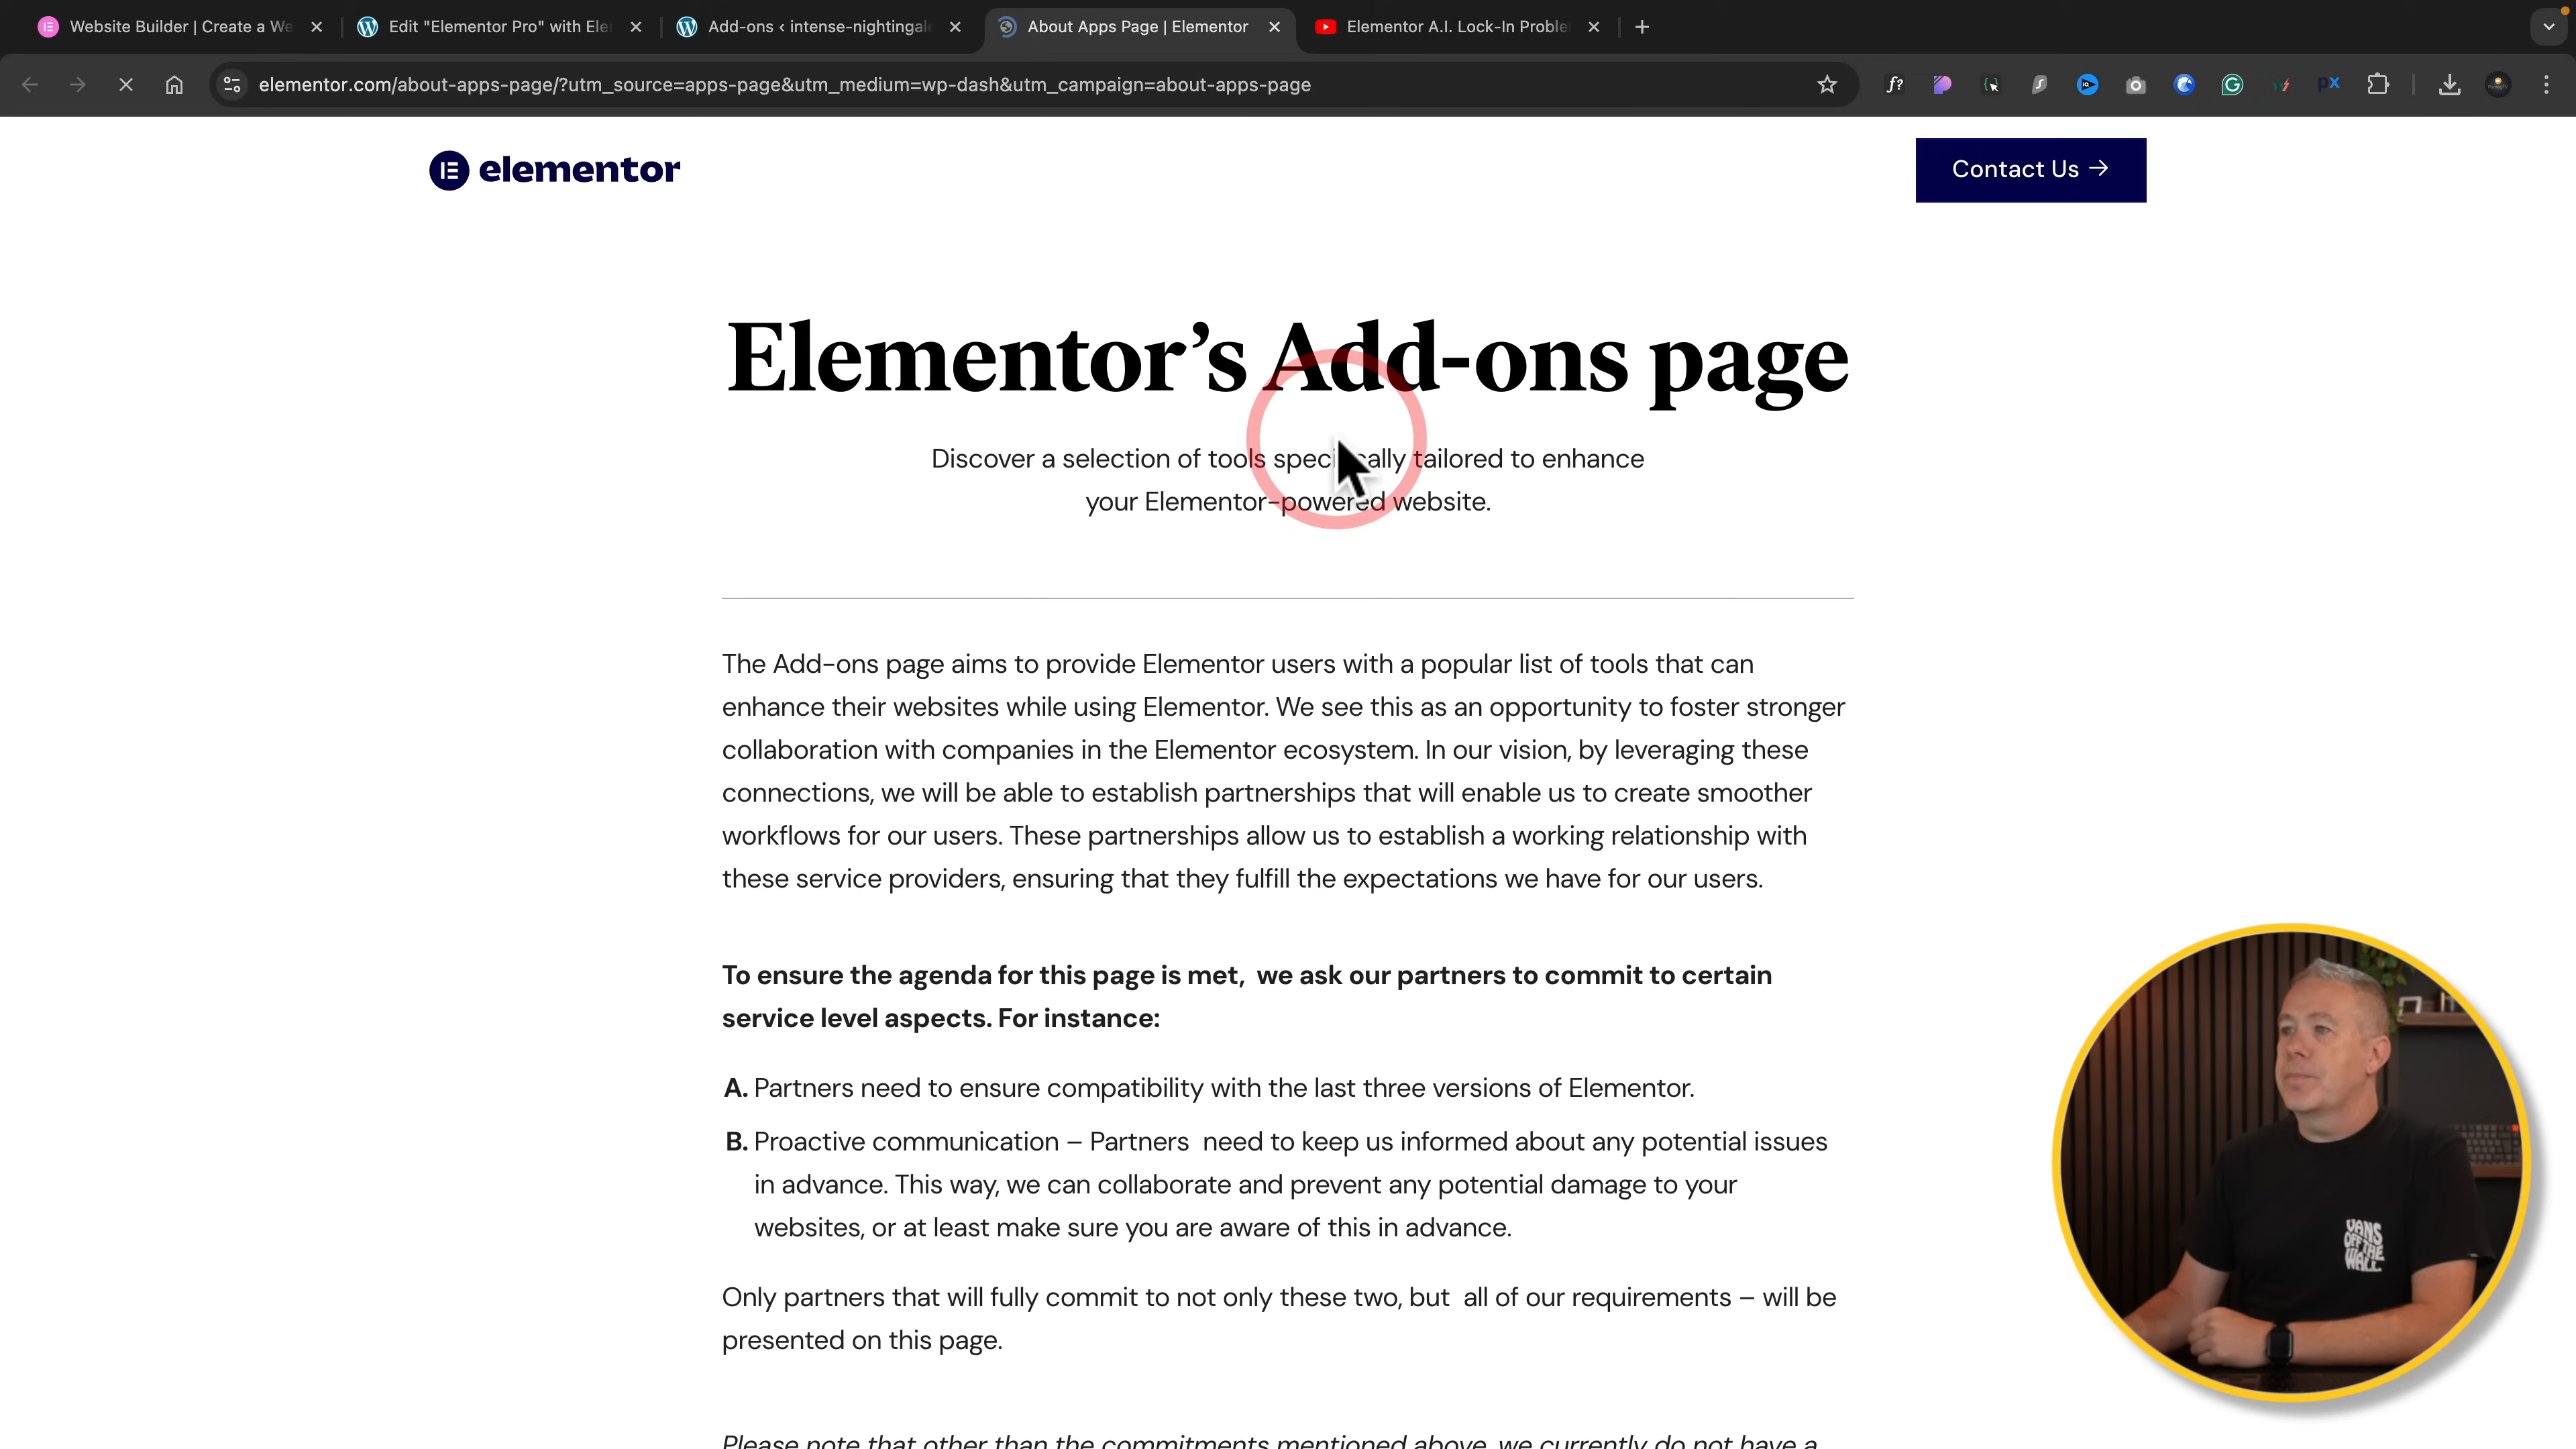 Website Builder | Create a We
Edit "Elementor Pro" with Ele
Add-ons ‹ intense-nightingale
About Apps Page | Elementor
Elementor A.I. Lock-In Proble
elementor.com/about-apps-page/?utm_source=apps-page&utm_medium=wp-dash&utm_campaign=about-apps-page
elementor
Contact Us →
Elementor’s Add-ons page
Discover a selection of tools specifically tailored to enhance
your Elementor-powered website.
The Add-ons page aims to provide Elementor users with a popular list of tools that can
enhance their websites while using Elementor. We see this as an opportunity to foster stronger
collaboration with companies in the Elementor ecosystem. In our vision, by leveraging these
connections, we will be able to establish partnerships that will enable us to create smoother
workflows for our users. These partnerships allow us to establish a working relationship with
these service providers, ensuring that they fulfill the expectations we have for our users.
To ensure the agenda for this page is met, we ask our partners to commit to certain
service level aspects. For instance:
A. Partners need to ensure compatibility with the last three versions of Elementor.
B. Proactive communication – Partners need to keep us informed about any potential issues
in advance. This way, we can collaborate and prevent any potential damage to your
websites, or at least make sure you are aware of this in advance.
Only partners that will fully commit to not only these two, but all of our requirements – will be
presented on this page.
Please note that other than the commitments mentioned above, we currently do not have a
VANS
OFF THE
WALL